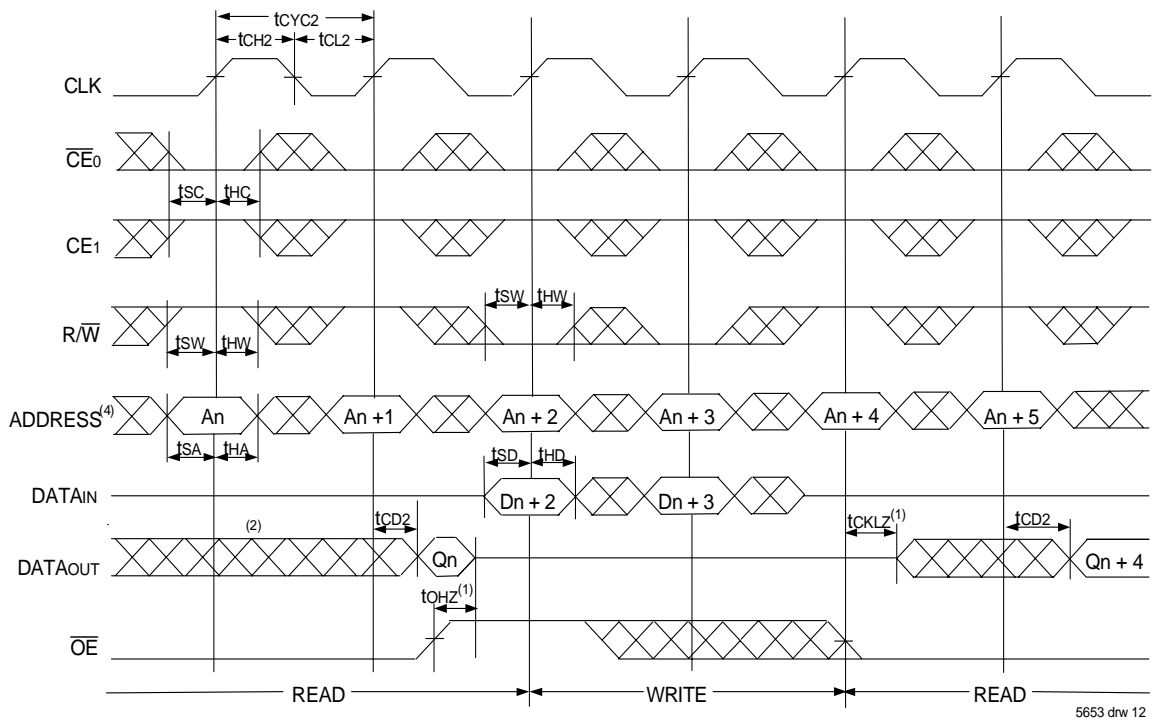 tCYC2
tCH2 tCL2
CLK
CE0
tSC tHC
CE1
tSW tHW
R/W
tSW tHW
ADDRESS(4) An An +1 An + 2 An + 3 An + 4 An + 5
tSA tHA tSD tHD
DATAIN Dn + 2 Dn + 3
(2) tCD2 tCKLZ(1) tCD2
DATAOUT Qn Qn + 4
tOHZ(1)
OE
READ WRITE READ
5653 drw 12